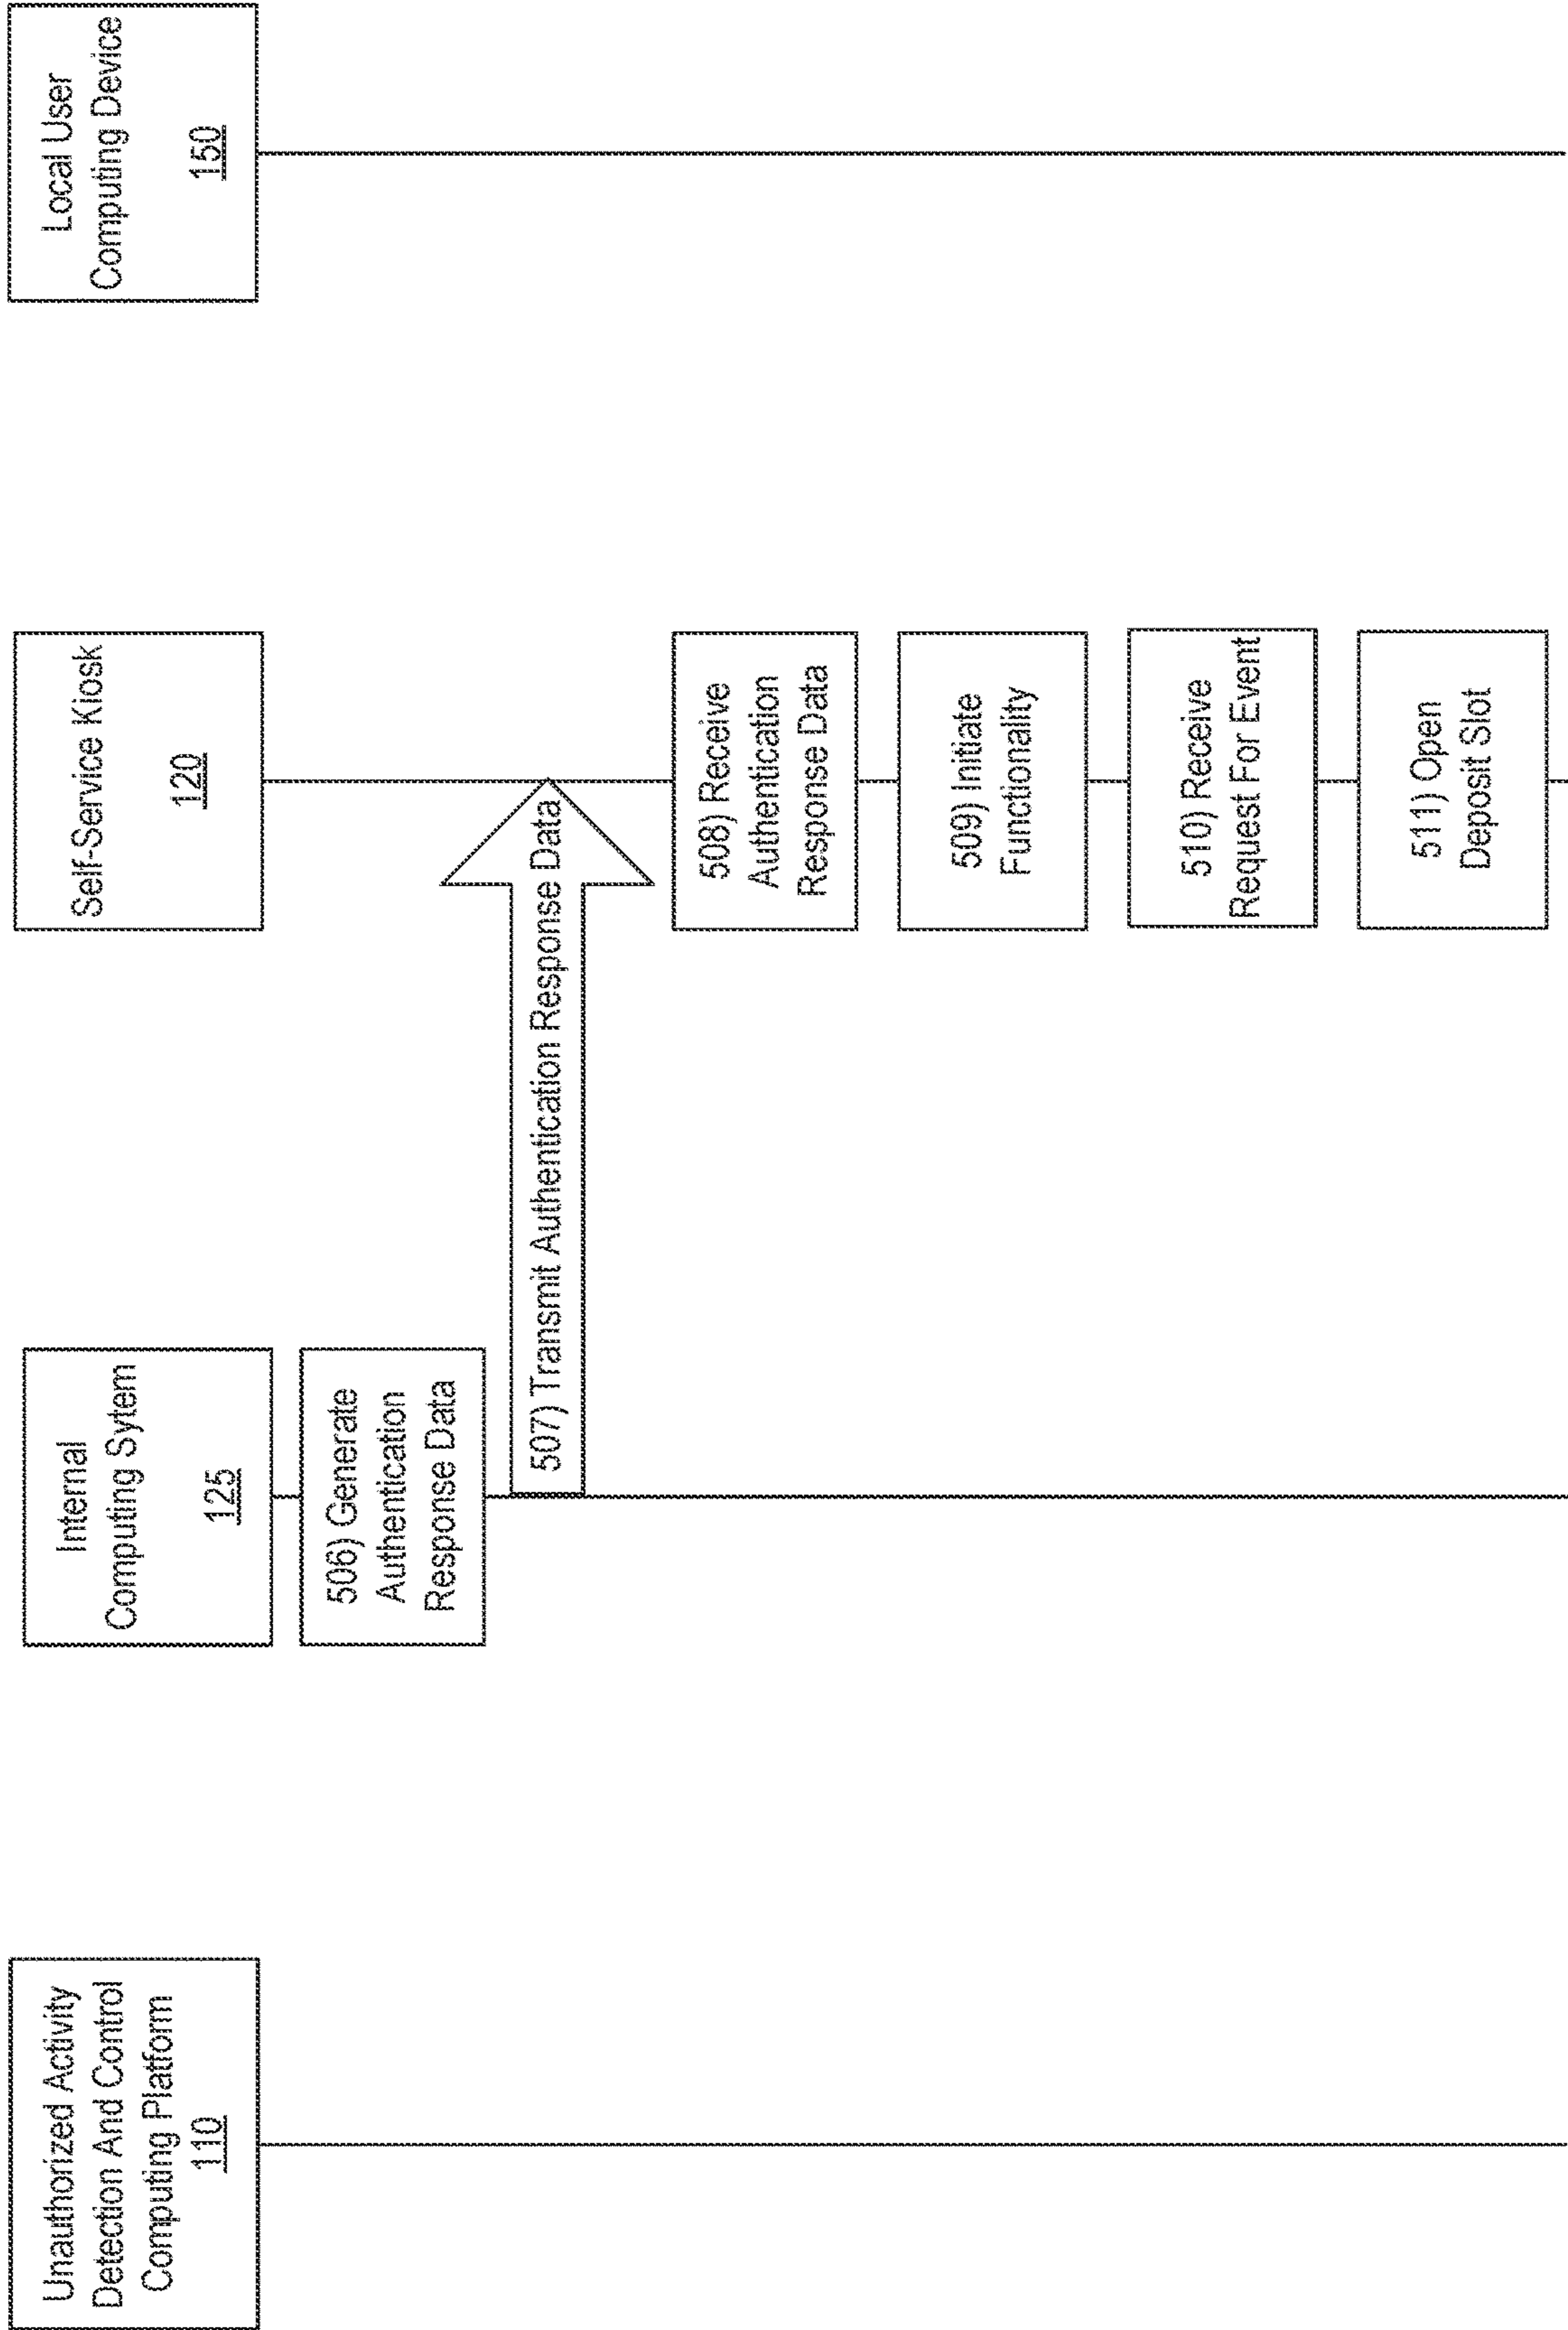 Unauthorized Activity
Detection And Control
Computing Platform
110
Internal
Computing Sytem
125
Self-Service Kiosk
120
Local User
Computing Device
150
506) Generate
Authentication
Response Data
507) Transmit Authentication Response Data
508) Receive
Authentication
Response Data
509) Initiate
Functionality
510) Receive
Request For Event
511) Open
Deposit Slot